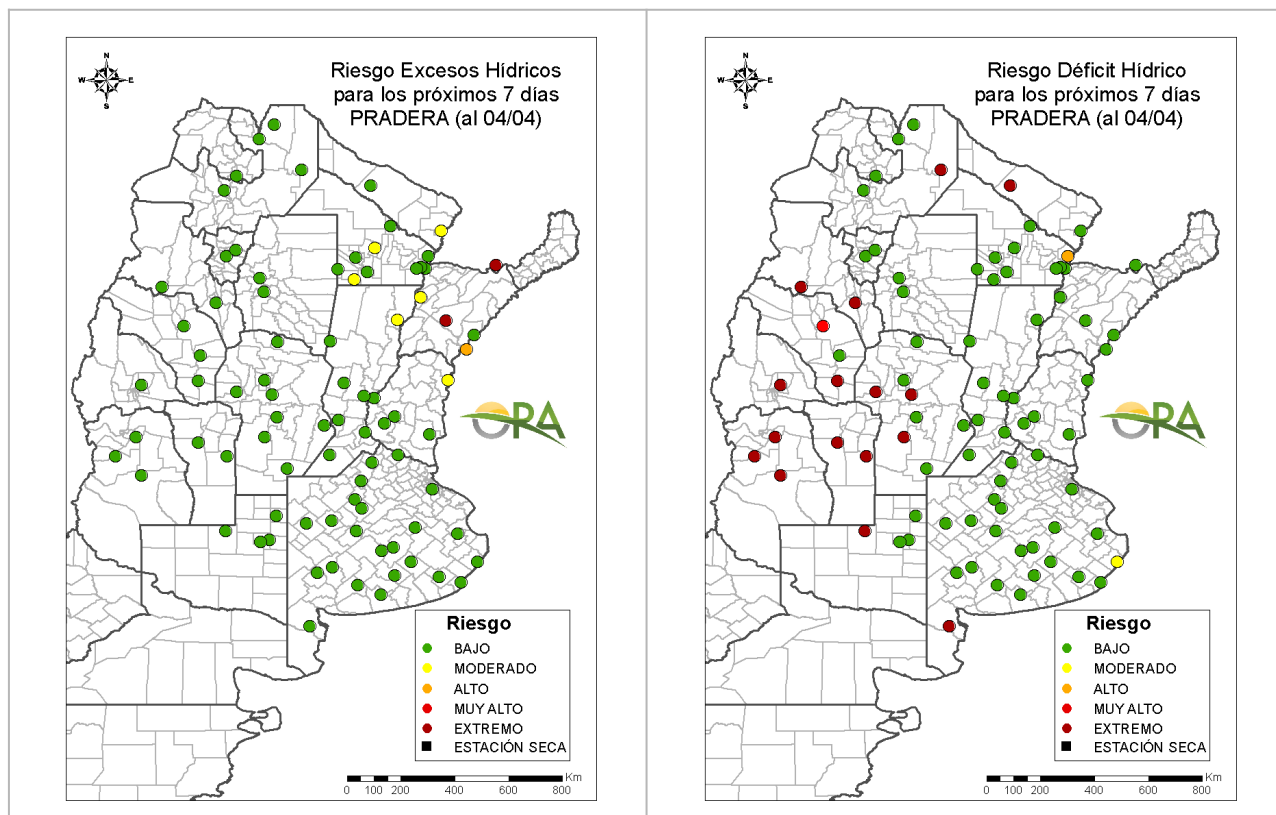 N
W E
S
Riesgo Excesos Hídricos
para los próximos 7 días
PRADERA (al 04/04)
ORA
Riesgo
BAJO
MODERADO
ALTO
MUY ALTO
EXTREMO
ESTACIÓN SECA
Km
0 100 200 400 600 800
N
W E
S
Riesgo Déficit Hídrico
para los próximos 7 días
PRADERA (al 04/04)
ORA
Riesgo
BAJO
MODERADO
ALTO
MUY ALTO
EXTREMO
ESTACIÓN SECA
Km
0 100 200 400 600 800